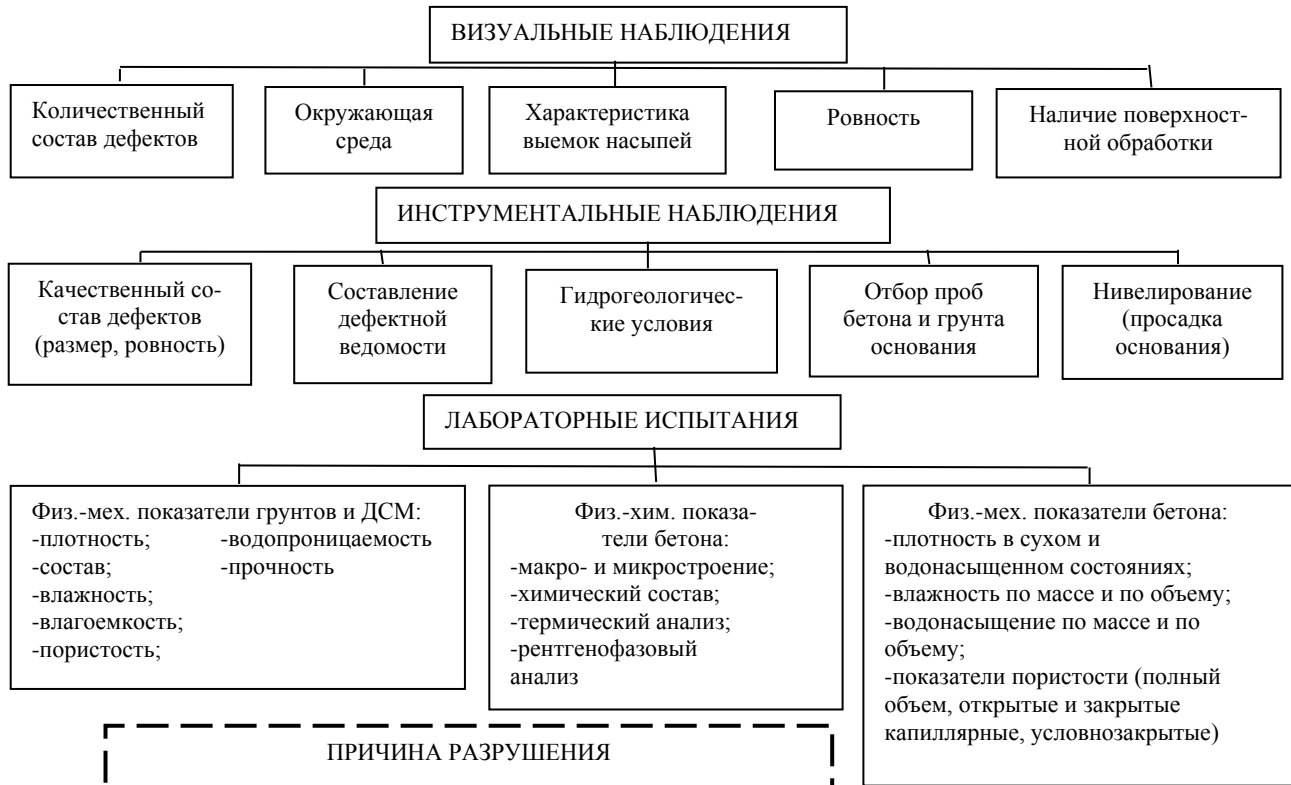 ВИЗУАЛЬНЫЕ НАБЛЮДЕНИЯ
Количественный
состав дефектов
Окружающая
среда
Характеристика
выемок насыпей
Ровность
Наличие поверхност-
ной обработки
ИНСТРУМЕНТАЛЬНЫЕ НАБЛЮДЕНИЯ
Качественный со-
став дефектов
(размер, ровность)
Составление
дефектной
ведомости
Гидрогеологичес-
кие условия
Отбор проб
бетона и грунта
основания
Нивелирование
(просадка
основания)
ЛАБОРАТОРНЫЕ ИСПЫТАНИЯ
Физ.-мех. показатели грунтов и ДСМ:
-плотность; -водопроницаемость
-состав; -прочность
-влажность;
-влагоемкость;
-пористость;
Физ.-хим. показа-
тели бетона:
-макро- и микростроение;
-химический состав;
-термический анализ;
-рентгенофазовый
анализ
Физ.-мех. показатели бетона:
-плотность в сухом и
водонасыщенном состояниях;
-влажность по массе и по объему;
-водонасыщение по массе и по
объему;
-показатели пористости (полный
объем, открытые и закрытые
капиллярные, условнозакрытые)
ПРИЧИНА РАЗРУШЕНИЯ